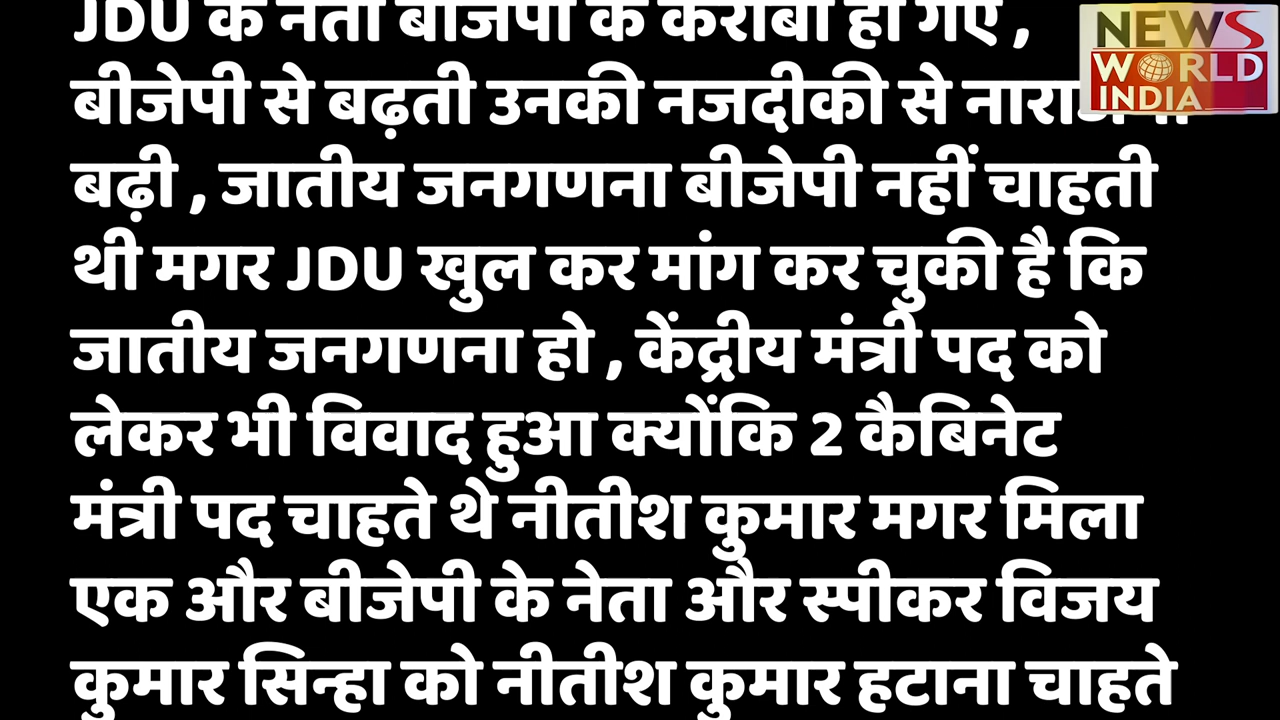 JDU के नेता बीजेपी के करीबी हो गए ,
बीजेपी से बढ़ती उनकी नजदीकी से
बढ़ी , जातीय जनगणना बीजेपी नहीं चाहती
थी मगर JDU खुल कर मांग कर चुकी है कि
जातीय जनगणना हो , केंद्रीय मंत्री पद को
लेकर भी विवाद हुआ क्योंकि 2 कैबिनेट
मंत्री पद चाहते थे नीतीश कुमार मगर मिला
एक और बीजेपी के नेता और स्पीकर विजय
कुमार सिन्हा को नीतीश कुमार हटाना चाहते
NEWS
WORLD
INDIA